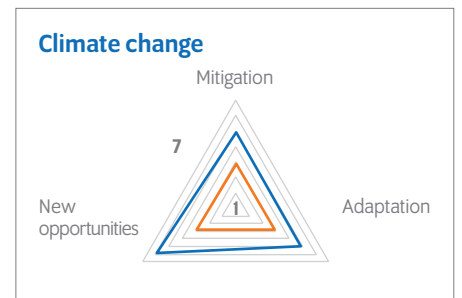 Climate change
Mitigation
7
1
New
opportunities
Adaptation